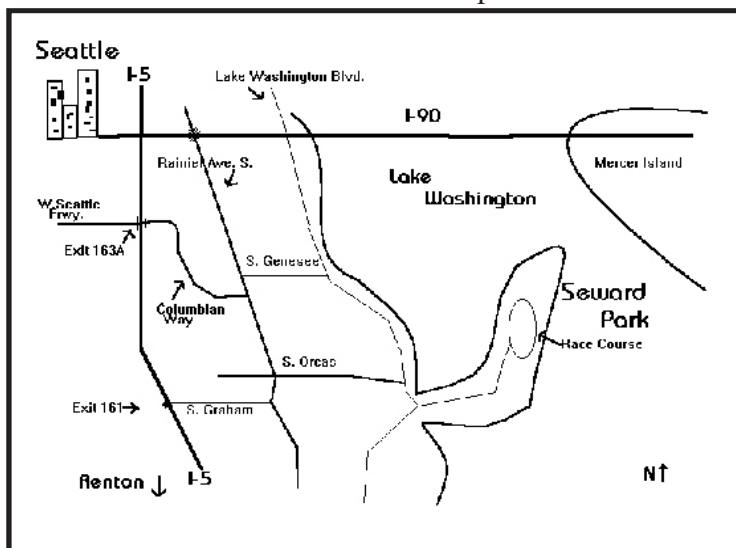 Seattle
I-5
Lake Washington Blvd.
I-90
Rainier Ave. S.
Mercer Island
Lake
Washington
W. Seattle
Frwy.
Exit 163A
S. Genesee
Columbian
Way
Seward
Park
Race Course
S. Orcas
Exit 161
S. Graham
Renton
I-5
N